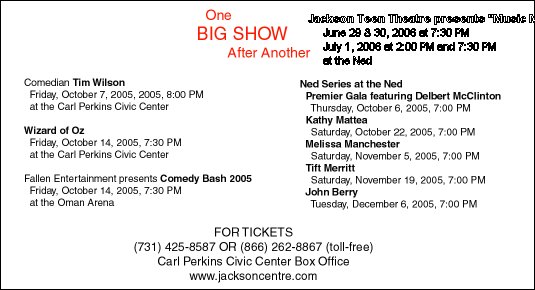 One
BIG SHOW
After Another
Jackson Teen Theatre presents "Music
June 29 & 30, 2006 at 7:30 PM
July 1, 2006 at 2:00 PM and 7:30 PM
at the Ned
Comedian Tim Wilson
Friday, October 7, 2005, 2005, 8:00 PM
at the Carl Perkins Civic Center
Wizard of Oz
Friday, October 14, 2005, 7:30 PM
at the Carl Perkins Civic Center
Fallen Entertainment presents Comedy Bash 2005
Friday, October 14, 2005, 7:30 PM
at the Oman Arena
Ned Series at the Ned
Premier Gala featuring Delbert McClinton
Thursday, October 6, 2005, 7:00 PM
Kathy Mattea
Saturday, October 22, 2005, 7:00 PM
Melissa Manchester
Saturday, November 5, 2005, 7:00 PM
Tift Merritt
Saturday, November 19, 2005, 7:00 PM
John Berry
Tuesday, December 6, 2005, 7:00 PM
FOR TICKETS
(731) 425-8587 OR (866) 262-8867 (toll-free)
Carl Perkins Civic Center Box Office
www.jacksoncentre.com